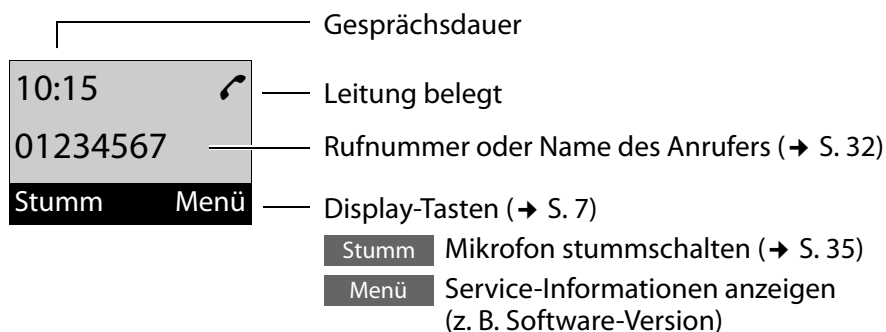 Gesprächsdauer
10:15
Leitung belegt
01234567
Rufnummer oder Name des Anrufers (➔ S. 32)
Stumm Menü
Display-Tasten (➔ S. 7)
Stumm Mikrofon stummschalten (➔ S. 35)
Menü Service-Informationen anzeigen
(z. B. Software-Version)